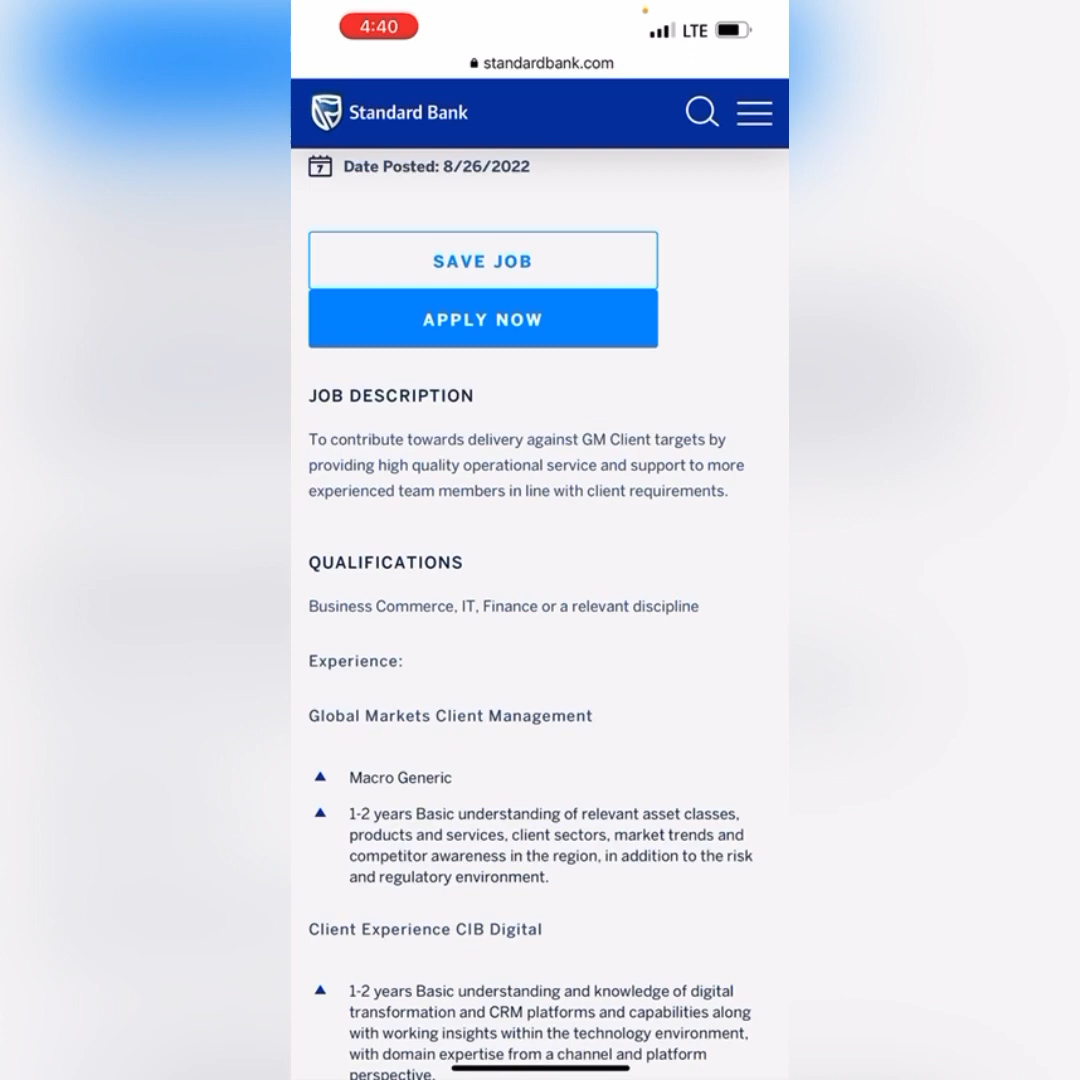 4:40
LTE
standardbank.com
Standard Bank
7 Date Posted: 8/26/2022
SAVE JOB
APPLY NOW
JOB DESCRIPTION
To contribute towards delivery against GM Client targets by
providing high quality operational service and support to more
experienced team members in line with client requirements.
QUALIFICATIONS
Business Commerce, IT, Finance or a relevant discipline
Experience:
Global Markets Client Management
Macro Generic
1-2 years Basic understanding of relevant asset classes,
products and services, client sectors, market trends and
competitor awareness in the region, in addition to the risk
and regulatory environment.
Client Experience CIB Digital
1-2 years Basic understanding and knowledge of digital
transformation and CRM platforms and capabilities along
with working insights within the technology environment,
with domain expertise from a channel and platform
perspective.